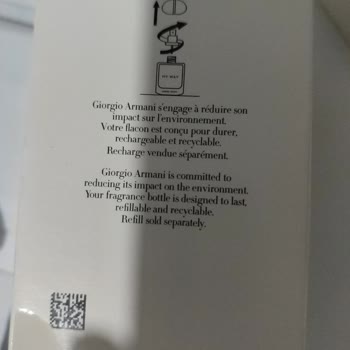 MY WAY
Giorgio Armani s'engage à réduire son
impact sur l'environnement.
Votre flacon est conçu pour durer,
rechargeable et recyclable.
Recharge vendue séparément.
Giorgio Armani is committed to
reducing its impact on the environment.
Your fragrance bottle is designed to last,
refillable and recyclable.
Refill sold separately.